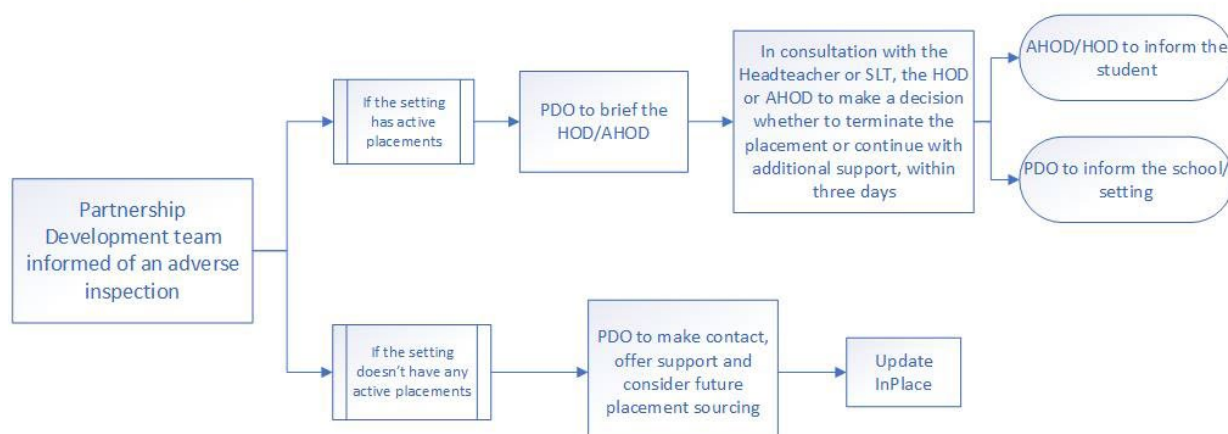 Partnership
Development team
informed of an adverse
inspection
If the setting
has active
placements
PDO to brief the
HOD/AHOD
In consultation with the
Headteacher or SLT, the HOD
or AHOD to make a decision
whether to terminate the
placement or continue with
additional support, within
three days
AHOD/HOD to inform the
student
PDO to inform the school/
setting
If the setting
doesn't have any
active placements
PDO to make contact,
offer support and
consider future
placement sourcing
Update
InPlace